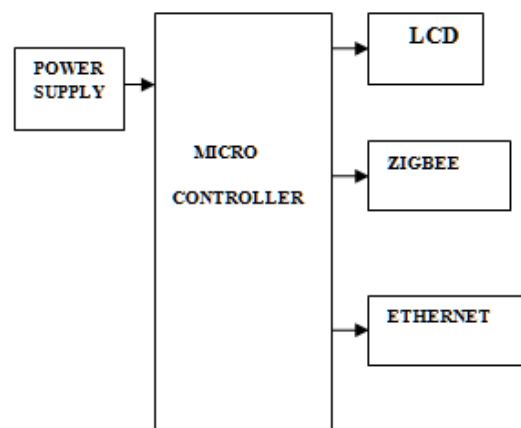 POWER
SUPPLY
MICRO
CONTROLLER
LCD
ZIGBEE
ETHERNET